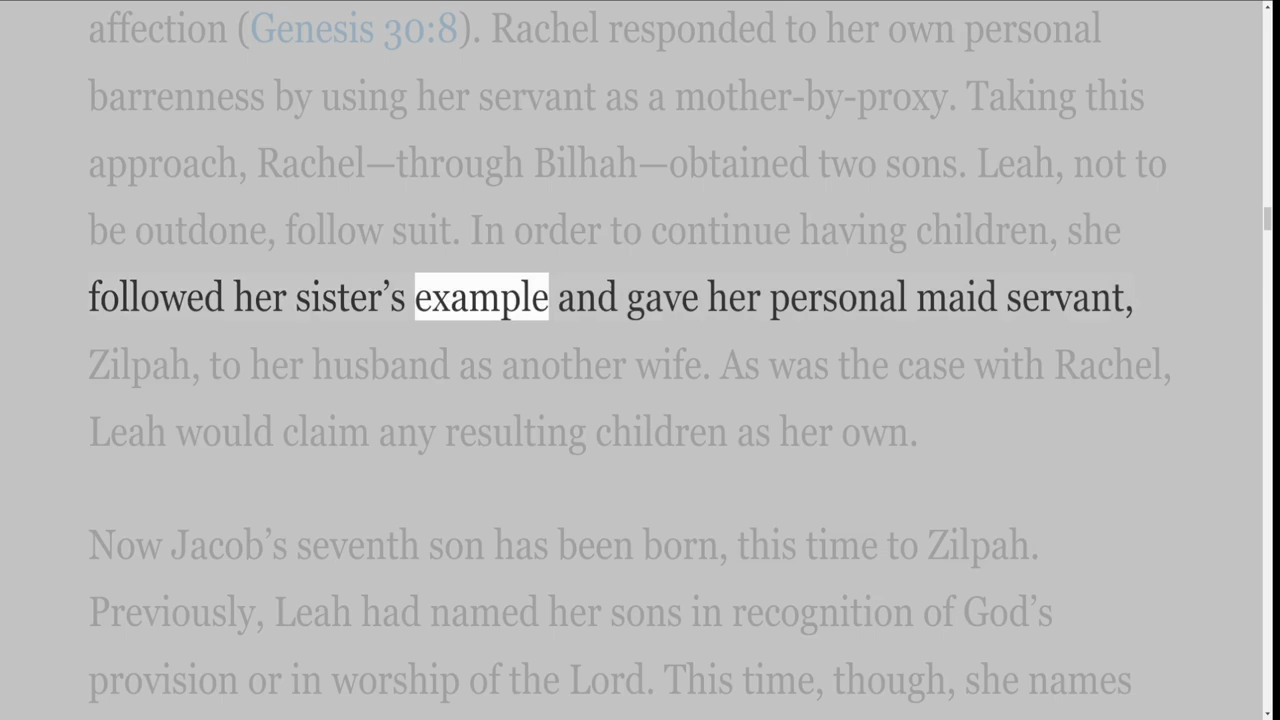 affection (Genesis 30:8). Rachel responded to her own personal
barrenness by using her servant as a mother-by-proxy. Taking this
approach, Rachel—through Bilhah—obtained two sons. Leah, not to
be outdone, follow suit. In order to continue having children, she
followed her sister’s example and gave her personal maid servant,
Zilpah, to her husband as another wife. As was the case with Rachel,
Leah would claim any resulting children as her own.
Now Jacob’s seventh son has been born, this time to Zilpah.
Previously, Leah had named her sons in recognition of God’s
provision or in worship of the Lord. This time, though, she names